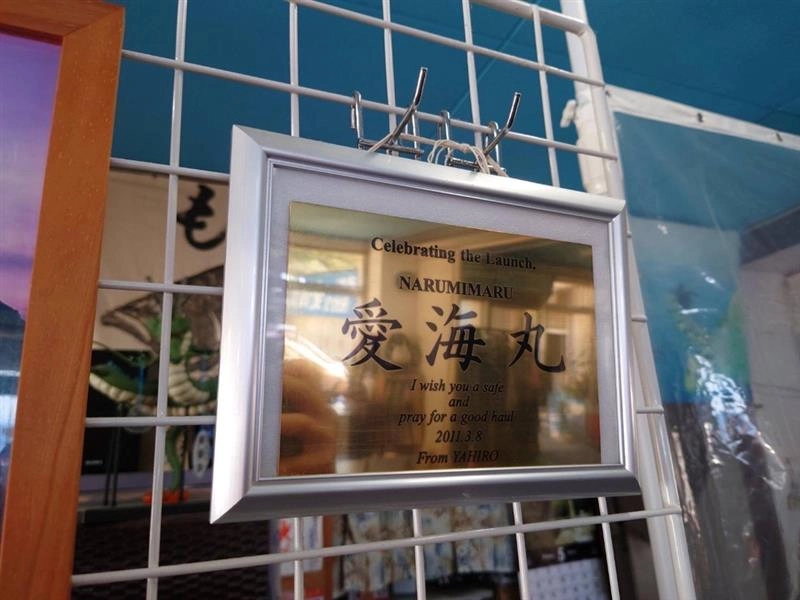 Celebrating the Launch.
NARUMIMARU
愛海丸
I wish you a safe
and
pray for a good haul
2011.3.8
From YAHIRO
も